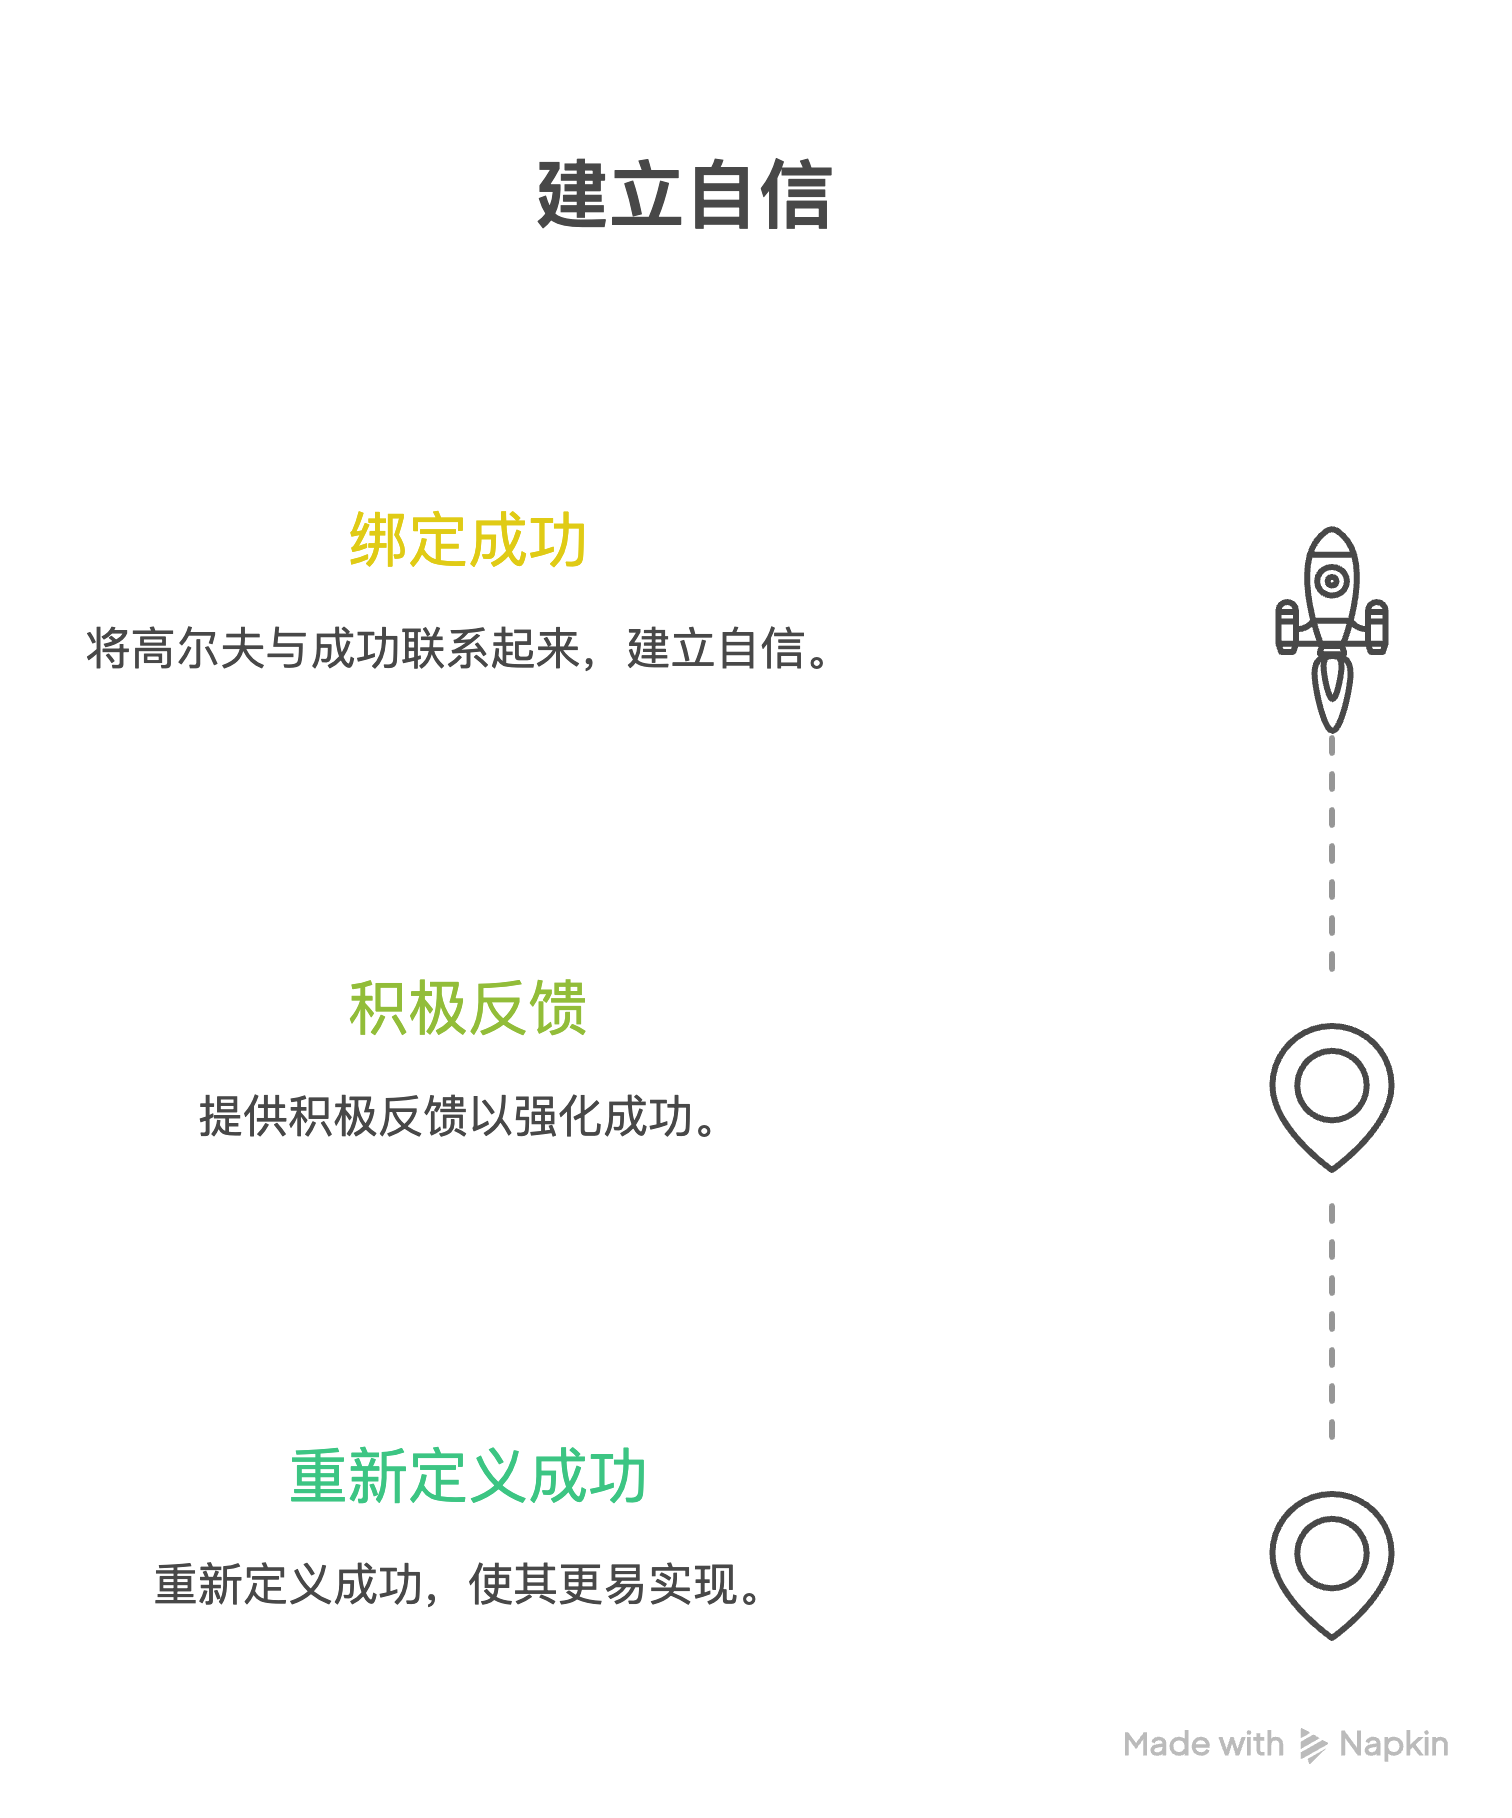 建立自信
绑定成功
将高尔夫与成功联系起来，建立自信。
积极反馈
提供积极反馈以强化成功。
重新定义成功
重新定义成功，使其更易实现。
Made with Napkin